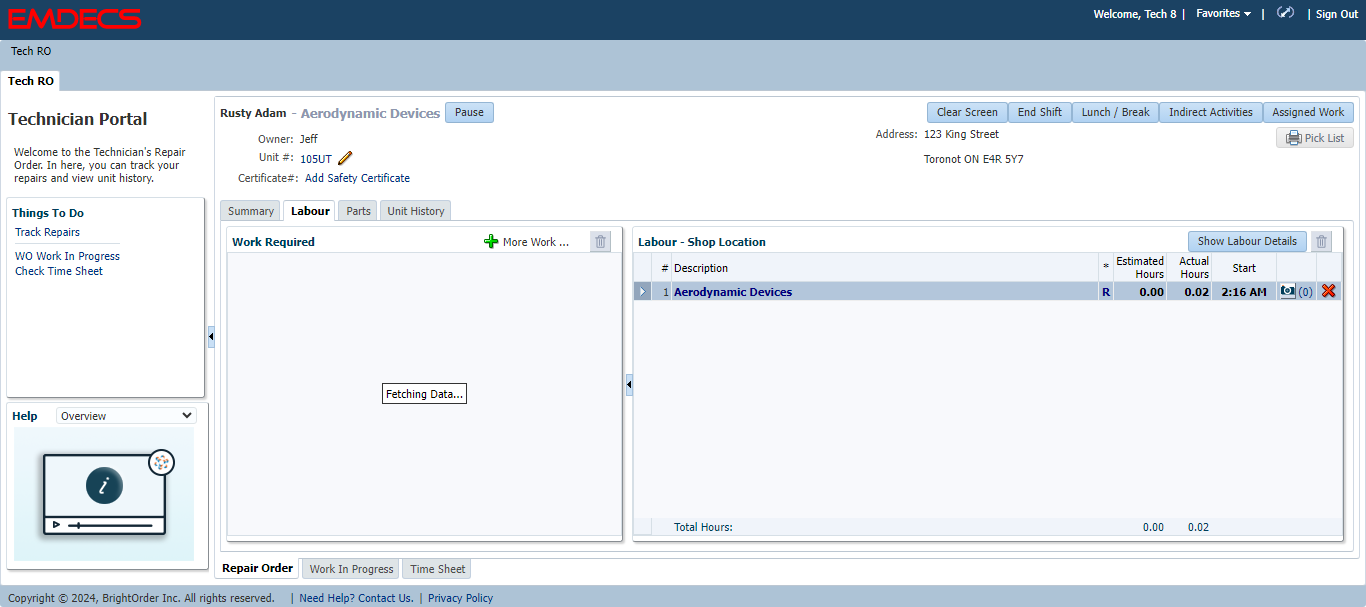 EMDECS
Welcome, Tech 8 | Favorites | | Sign Out
Tech RO
Tech RO
Technician Portal
Welcome to the Technician's Repair
Order. In here, you can track your
repairs and view unit history.
Things To Do
Track Repairs
WO Work In Progress
Check Time Sheet
Help Overview
i
Rusty Adam - Aerodynamic Devices Pause
Clear Screen End Shift Lunch / Break Indirect Activities Assigned Work
Owner: Jeff
Unit #: 105UT
Certificate#: Add Safety Certificate
Address: 123 King Street
Toronot ON E4R 5Y7
Pick List
Summary Labour Parts Unit History
Work Required More Work ...
Fetching Data...
Labour - Shop Location Show Labour Details
# Description * Estimated Hours Actual Hours Start
1 Aerodynamic Devices R 0.00 0.02 2:16 AM (0)
Total Hours: 0.00 0.02
Repair Order Work In Progress Time Sheet
Copyright © 2024, BrightOrder Inc. All rights reserved. | Need Help? Contact Us. | Privacy Policy